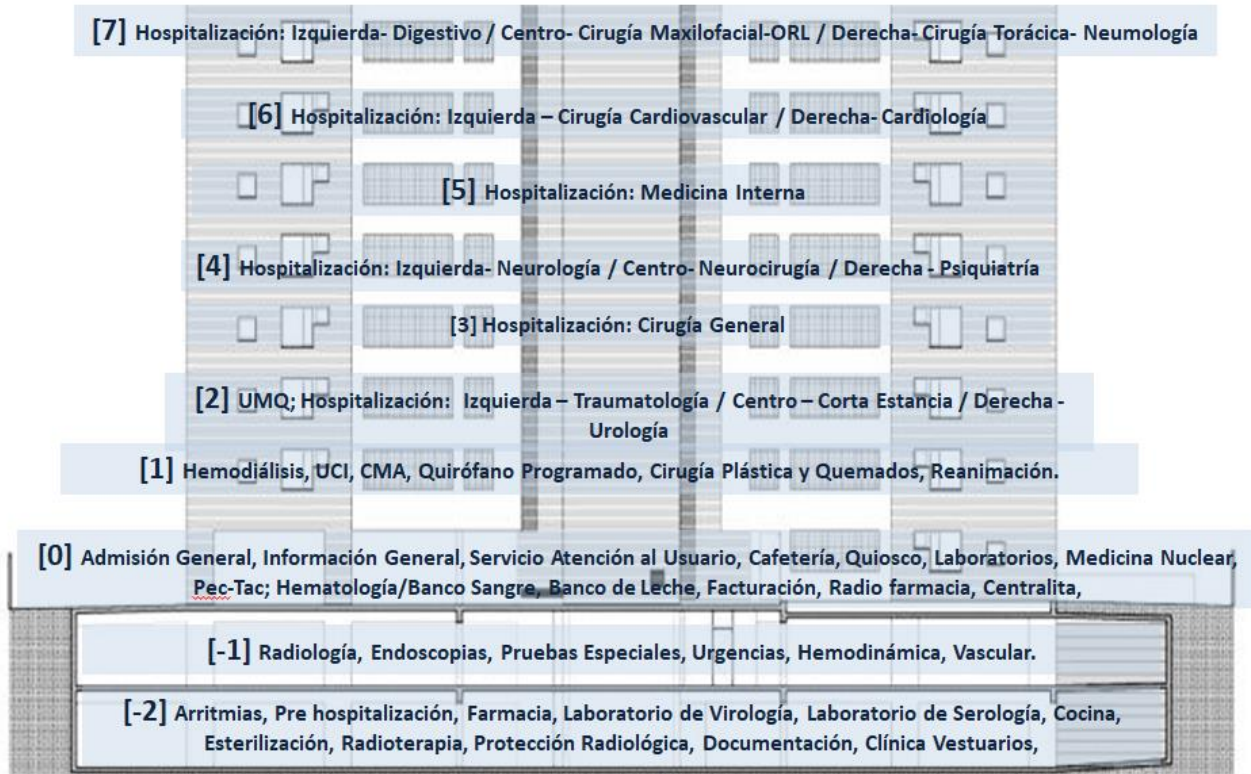 [7] Hospitalización: Izquierda- Digestivo / Centro- Cirugía Maxilofacial-ORL / Derecha- Cirugía Torácica- Neumología
[6] Hospitalización: Izquierda – Cirugía Cardiovascular / Derecha- Cardiología
[5] Hospitalización: Medicina Interna
[4] Hospitalización: Izquierda- Neurología / Centro- Neurocirugía / Derecha - Psiquiatría
[3] Hospitalización: Cirugía General
[2] UMQ; Hospitalización: Izquierda – Traumatología / Centro – Corta Estancia / Derecha -
Urología
[1] Hemodiálisis, UCI, CMA, Quirófano Programado, Cirugía Plástica y Quemados, Reanimación.
[0] Admisión General, Información General, Servicio Atención al Usuario, Cafetería, Quiosco, Laboratorios, Medicina Nuclear,
Pec-Tac; Hematología/Banco Sangre, Banco de Leche, Facturación, Radio farmacia, Centralita,
[-1] Radiología, Endoscopias, Pruebas Especiales, Urgencias, Hemodinámica, Vascular.
[-2] Arritmias, Pre hospitalización, Farmacia, Laboratorio de Virología, Laboratorio de Serología, Cocina,
Esterilización, Radioterapia, Protección Radiológica, Documentación, Clínica Vestuarios,